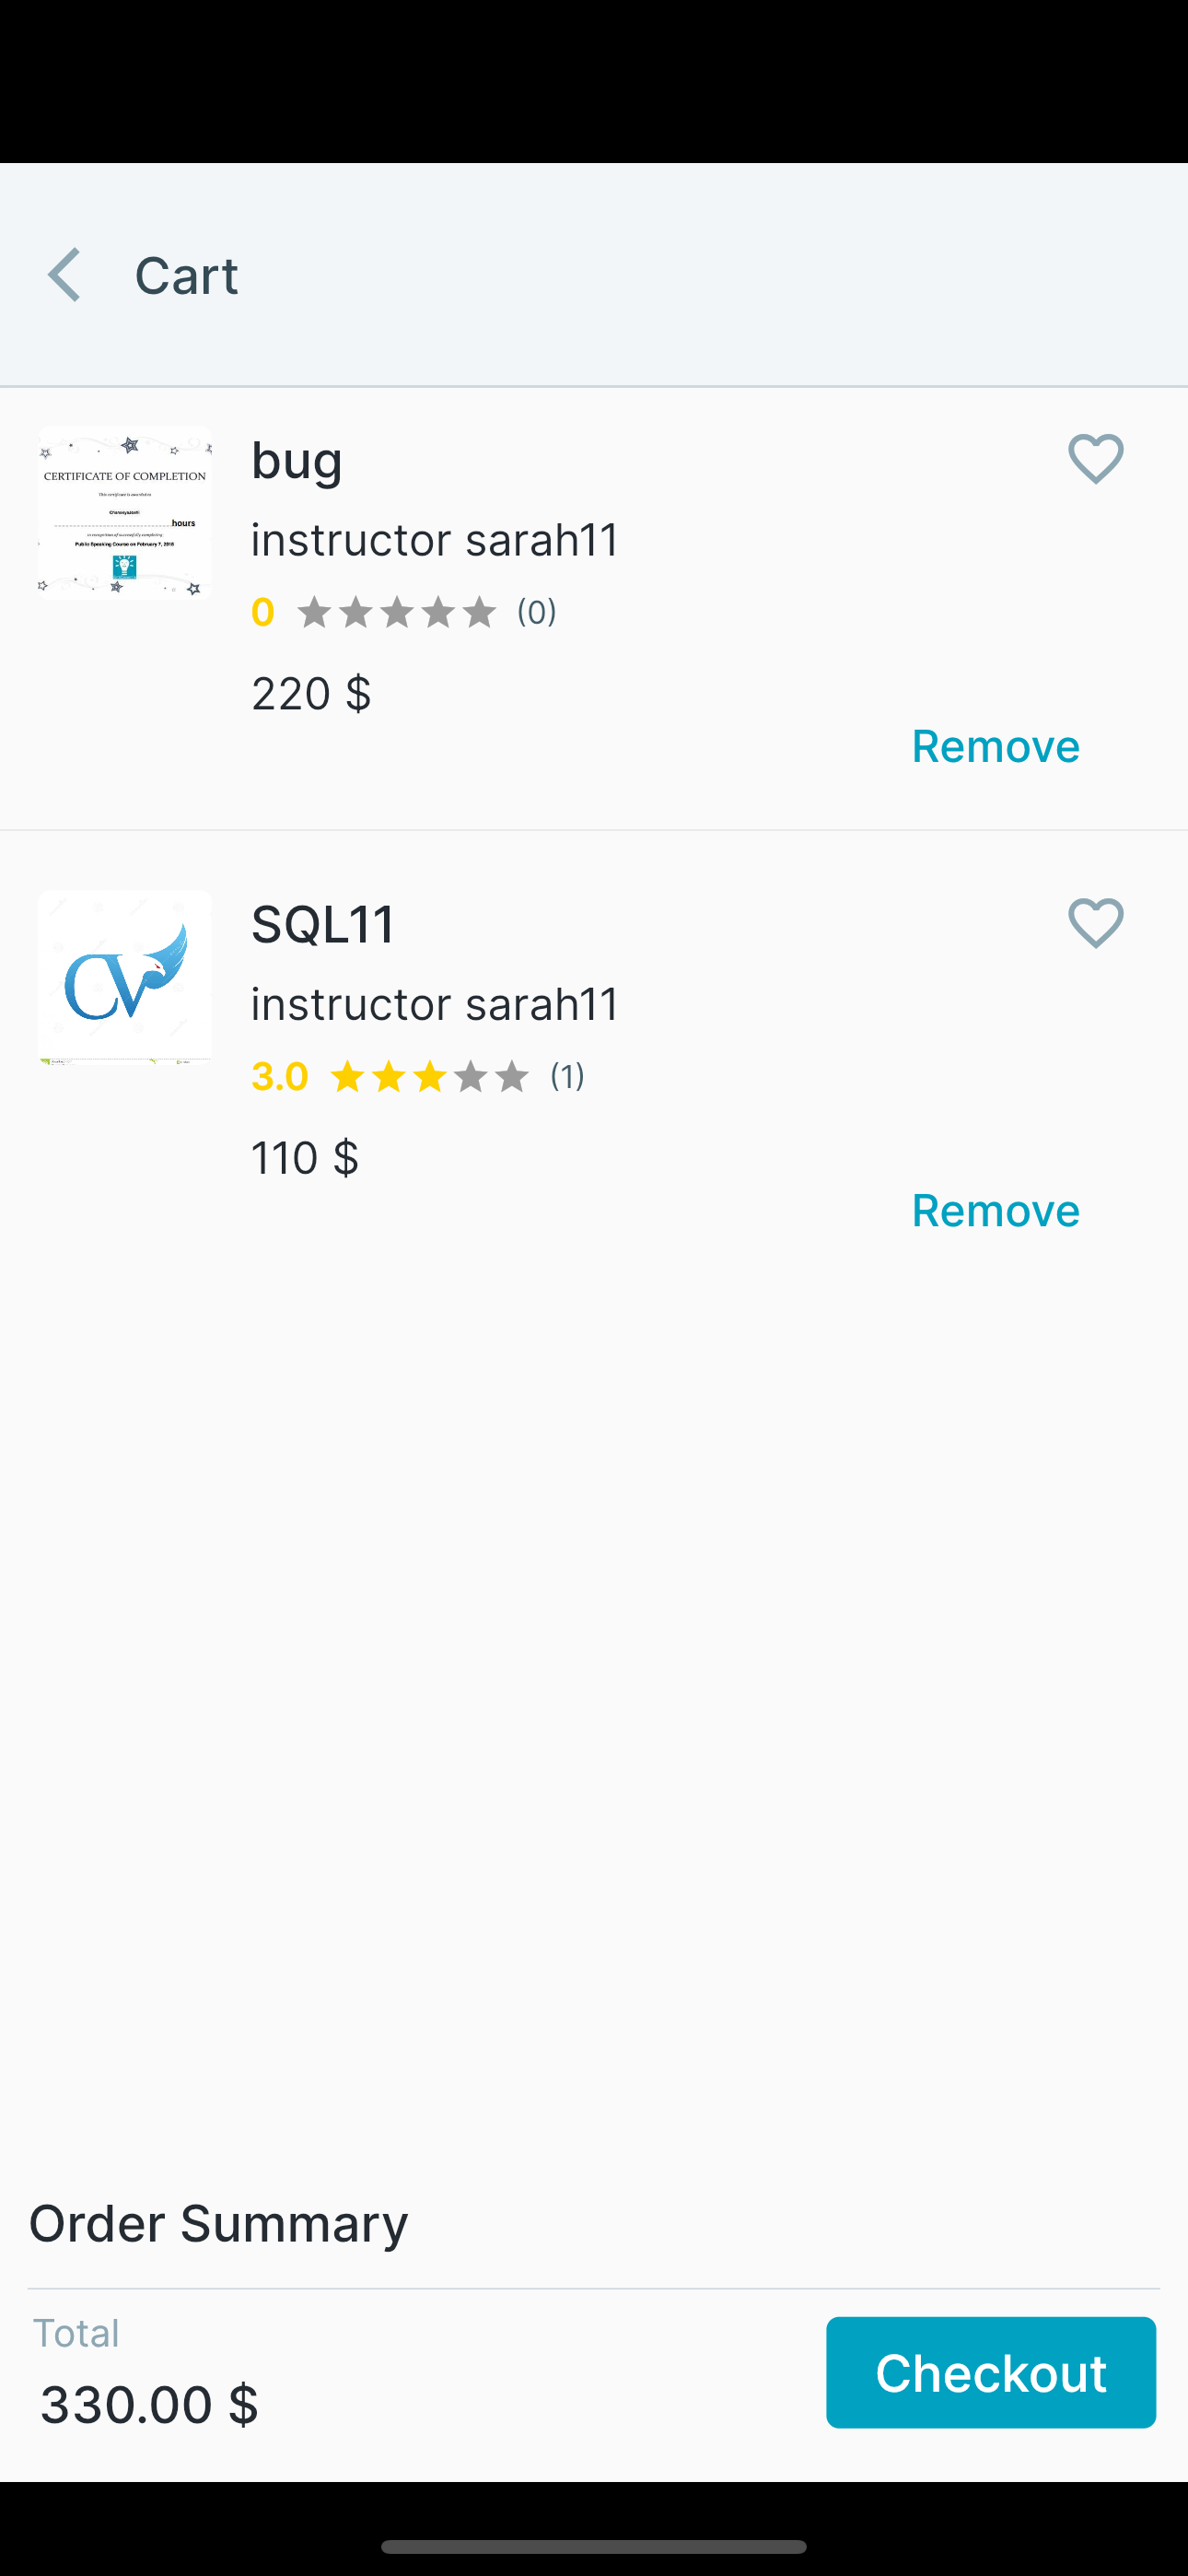 Cart
CERTIFICATE OF COMPLETION
This certificate is awarded to
hours
in recognition of successfully completing
Public Speaking Course on February 7, 2016
bug
instructor sarah11
0 (0)
220 $
Remove
CV
SQL11
instructor sarah11
3.0 (1)
110 $
Remove
Order Summary
Total
330.00 $
Checkout